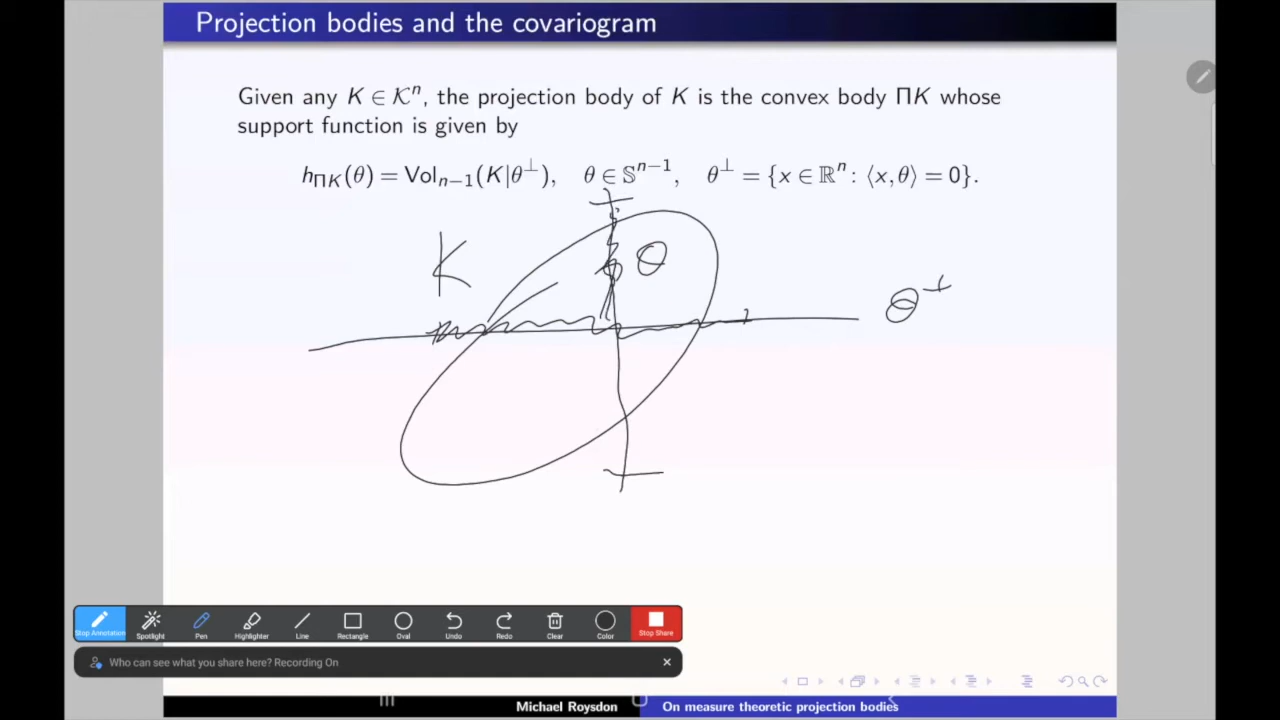 Projection bodies and the covariogram
Given any K ∈ 𝒦ⁿ, the projection body of K is the convex body ΠK whose
support function is given by
h_{ΠK}(θ) = Vol_{n−1}(K|θ^⊥), θ ∈ 𝕊^{n−1}, θ^⊥ = {x ∈ ℝⁿ: ⟨x, θ⟩ = 0}.
K
θ
θ^⊥
Stop Annotation Spotlight Pen Highlighter Line Rectangle Oval Undo Redo Clear Color Stop Share
Who can see what you share here? Recording On
Michael Roysdon On measure theoretic projection bodies